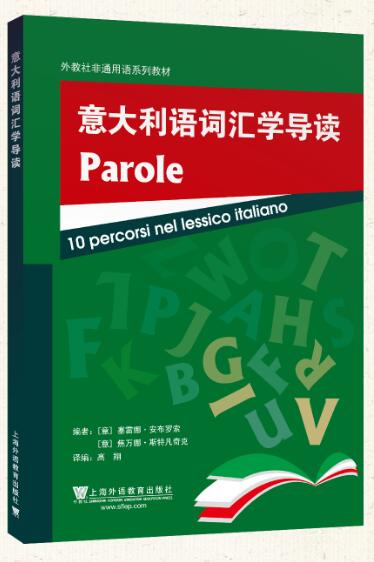 意大利语词汇学导读
上海外语教育出版社
外教社非通用语系列教材
意大利语词汇学导读
Parole
10 percorsi nel lessico italiano
编者：［意］塞雷娜·安布罗索
［意］焦万娜·斯特凡奇克
译编：高 翔
上海外语教育出版社
www.sflep.com